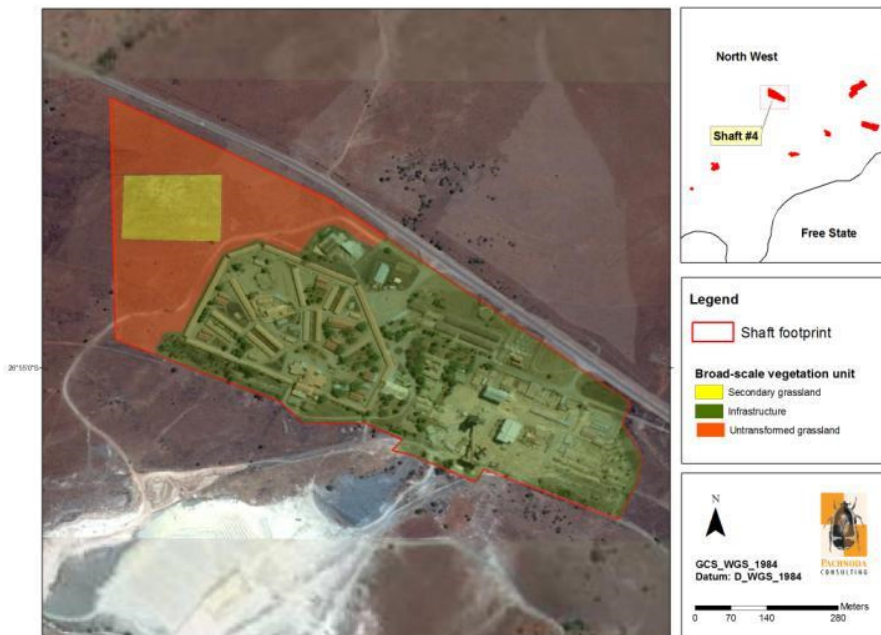 North West
Shaft #4
Free State
Legend
Shaft footprint
Broad-scale vegetation unit
Secondary grassland
Infrastructure
Untransformed grassland
N
GCS_WGS_1984
Datum: D_WGS_1984
PACHNODA
CONSULTING
Meters
0 70 140 280